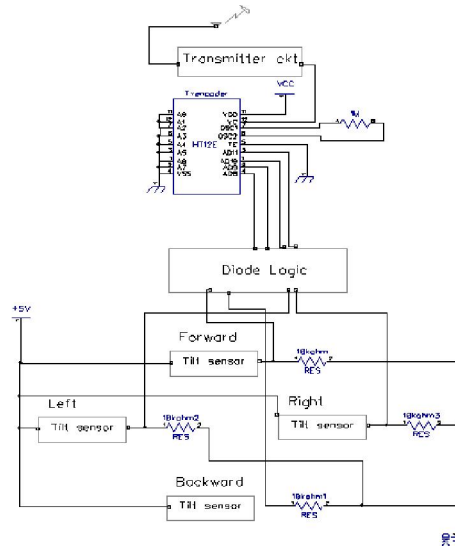 Transmitter ckt
VCC
Trencoder
1M
A0
A1
A2
A3
A4
A5
A6
A7
VSS
HT12E
VDD
OSC1
OSC2
TE
AD11
AD10
AD9
AD8
Diode Logic
+5V
Forward
Tilt sensor
10kohm
RES
Left
Tilt sensor
10kohm2
RES
Right
Tilt sensor
10kohm3
RES
Backward
Tilt sensor
10kohm1
RES